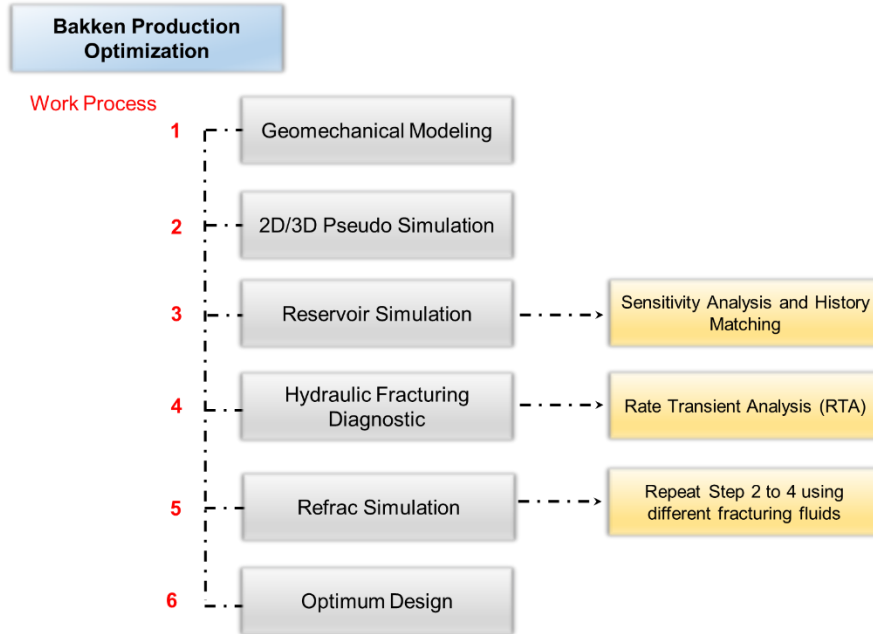 Bakken Production
Optimization
Work Process
1
Geomechanical Modeling
2
2D/3D Pseudo Simulation
3
Reservoir Simulation
Sensitivity Analysis and History
Matching
4
Hydraulic Fracturing
Diagnostic
Rate Transient Analysis (RTA)
5
Refrac Simulation
Repeat Step 2 to 4 using
different fracturing fluids
6
Optimum Design